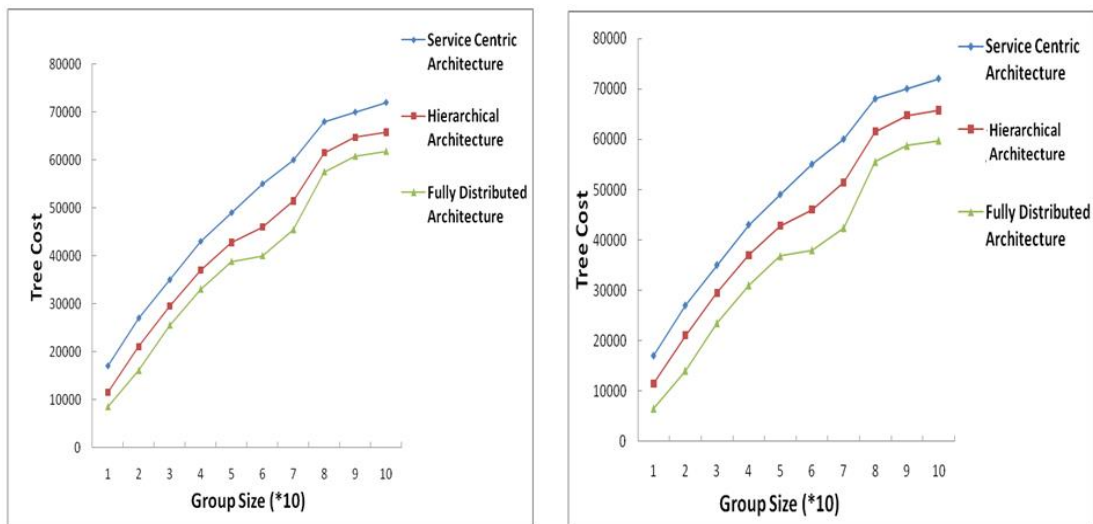 Service Centric
Architecture
Hierarchical
Architecture
Fully Distributed
Architecture
Tree Cost
80000
70000
60000
50000
40000
30000
20000
10000
0
1 2 3 4 5 6 7 8 9 10
Group Size (*10)
Service Centric
Architecture
Hierarchical
Architecture
Fully Distributed
Architecture
Tree Cost
80000
70000
60000
50000
40000
30000
20000
10000
0
1 2 3 4 5 6 7 8 9 10
Group Size (*10)